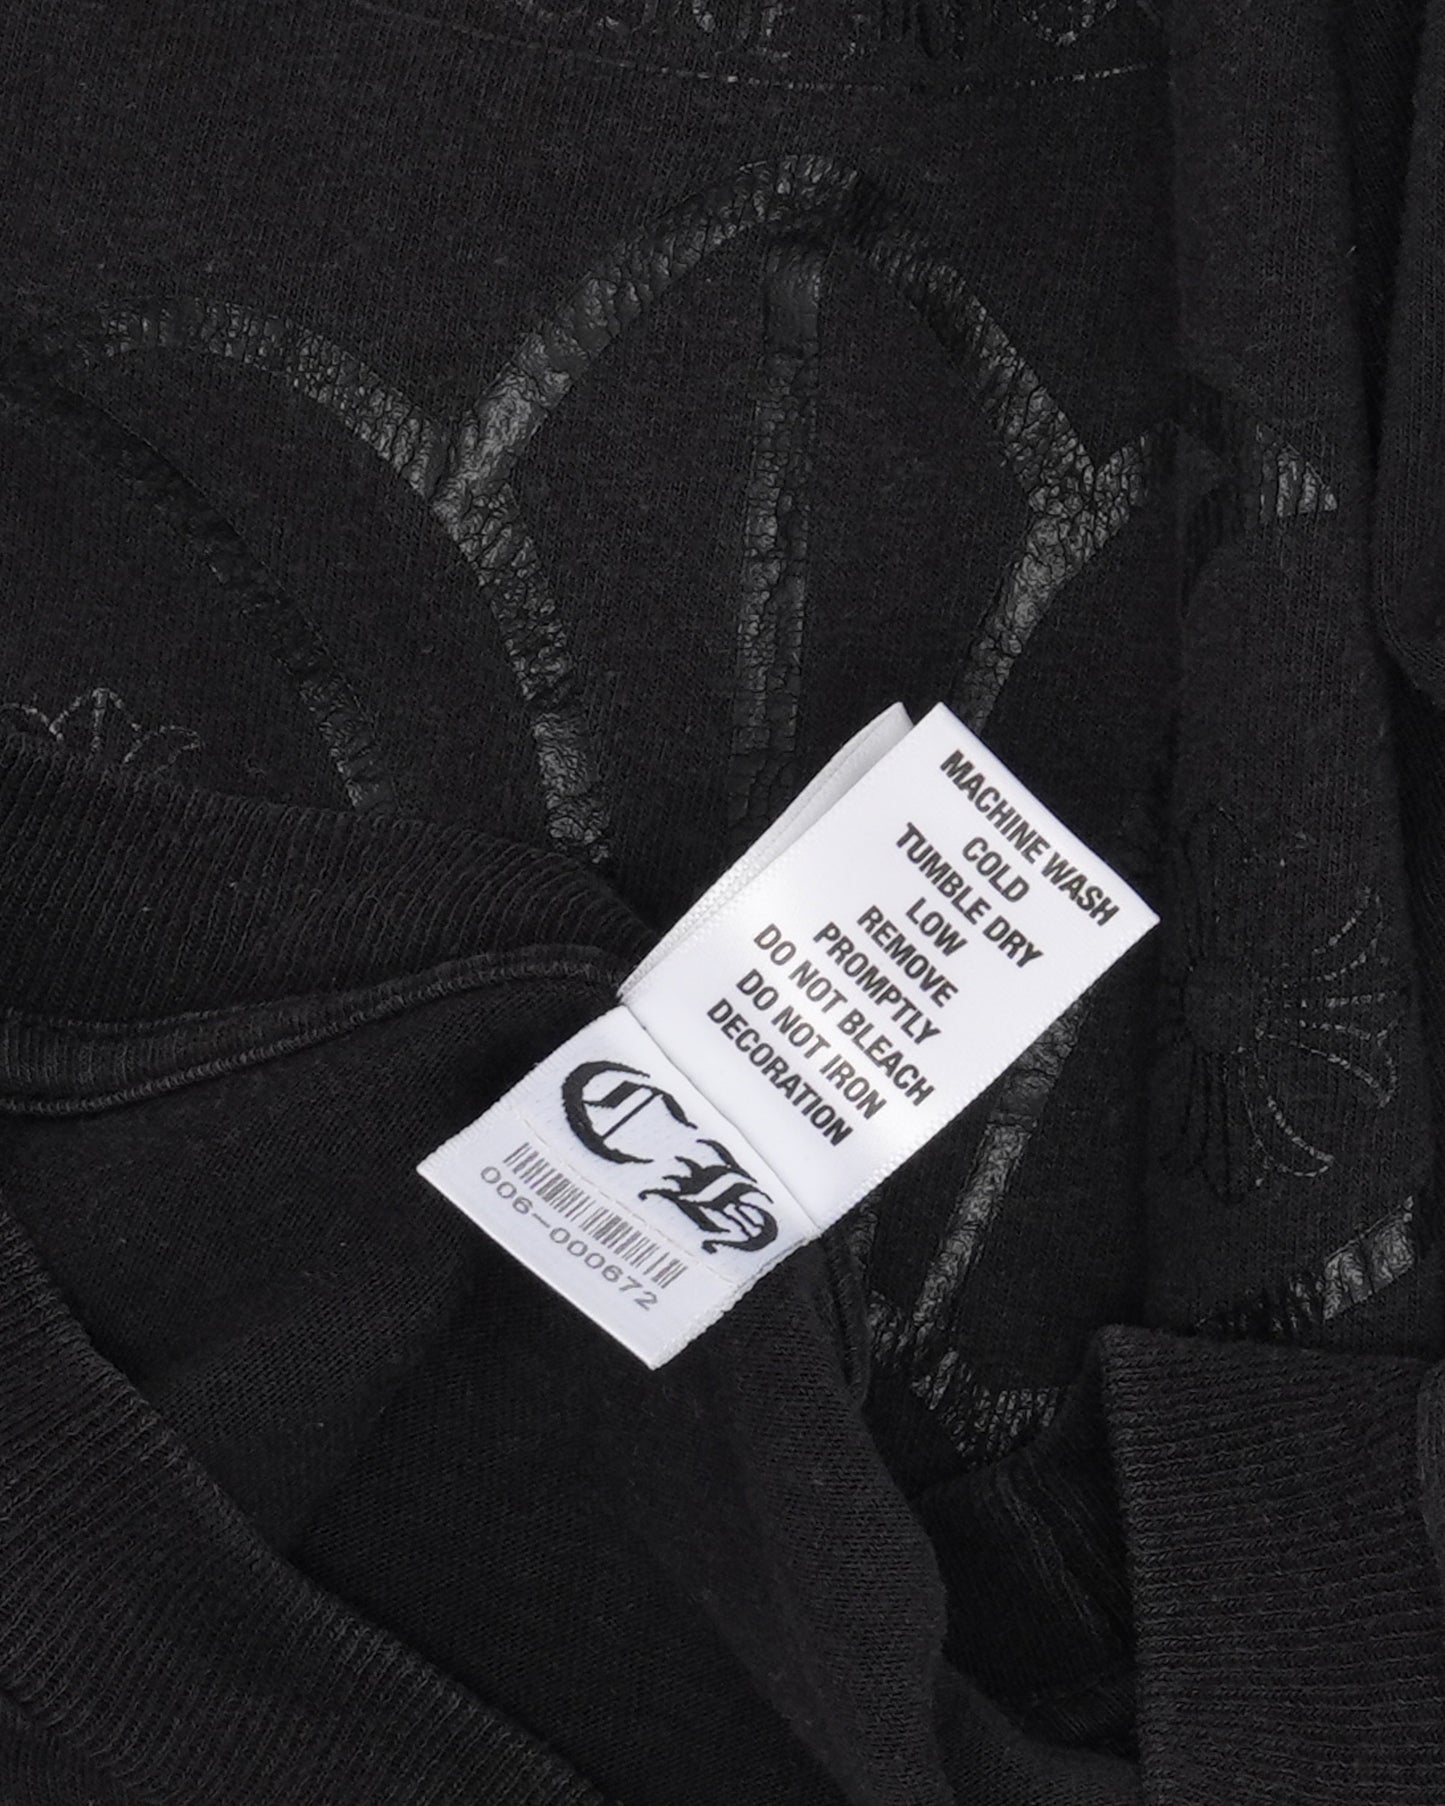 MACHINE WASH
COLD
TUMBLE DRY
LOW
REMOVE
PROMPTLY
DO NOT BLEACH
DO NOT IRON
DECORATION
CH
006-000672